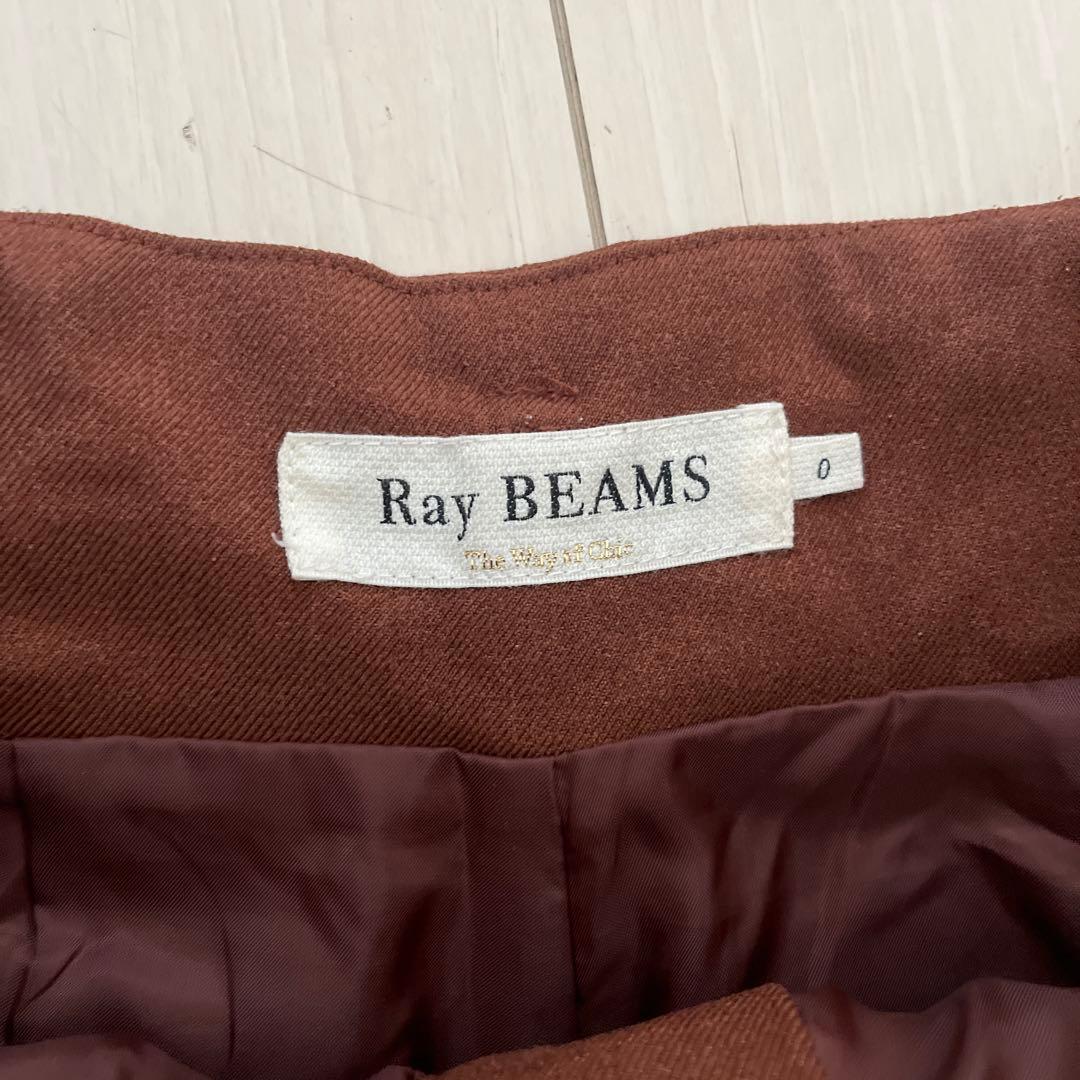 Ray BEAMS
0
The Way of Chic